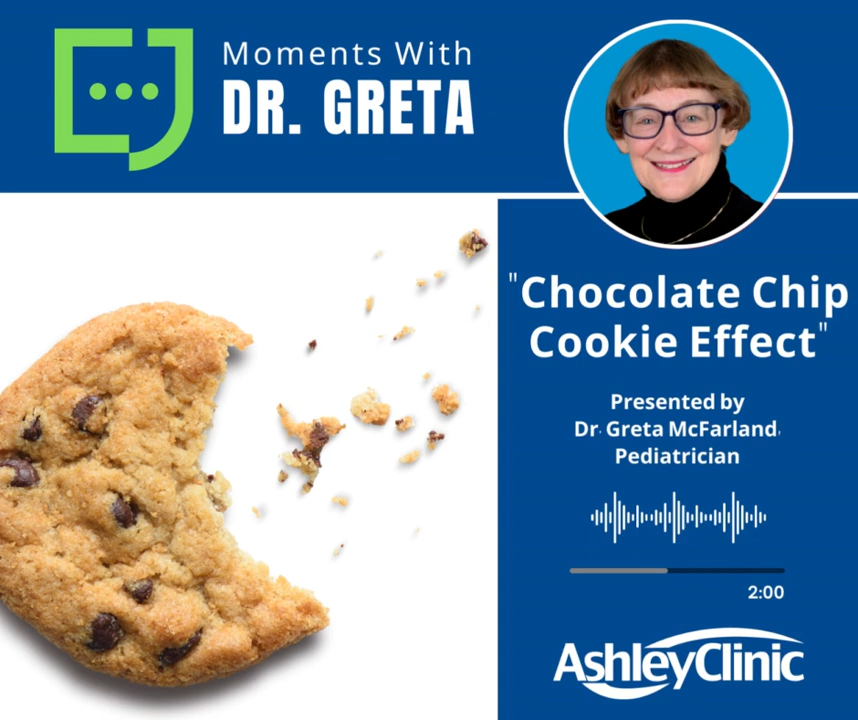 Moments With
DR. GRETA
"Chocolate Chip
Cookie Effect"
Presented by
Dr. Greta McFarland,
Pediatrician
2:00
AshleyClinic